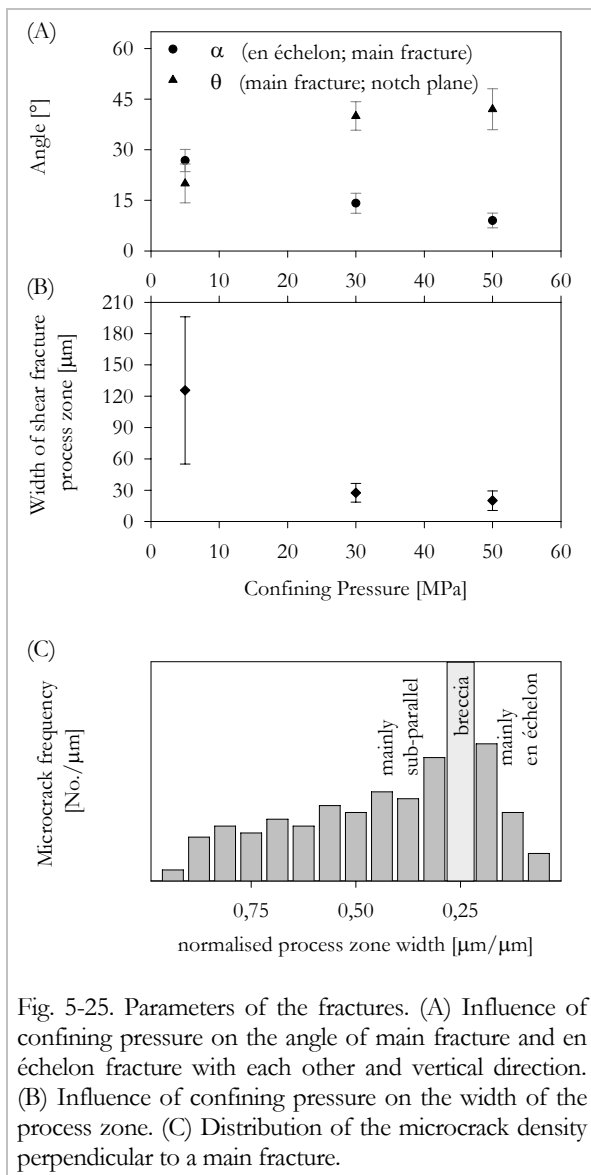 (A)
60
45
30
15
0
Angle [°]
α (en échelon; main fracture)
θ (main fracture; notch plane)
0 10 20 30 40 50 60
(B)
210
180
150
120
90
60
30
0
Width of shear fracture
process zone [µm]
0 10 20 30 40 50 60
Confining Pressure [MPa]
(C)
Microcrack frequency
[No./µm]
mainly
sub-parallel
breccia
mainly
en échelon
0,75 0,50 0,25
normalised process zone width [µm/µm]
Fig. 5-25. Parameters of the fractures. (A) Influence of
confining pressure on the angle of main fracture and en
échelon fracture with each other and vertical direction.
(B) Influence of confining pressure on the width of the
process zone. (C) Distribution of the microcrack density
perpendicular to a main fracture.